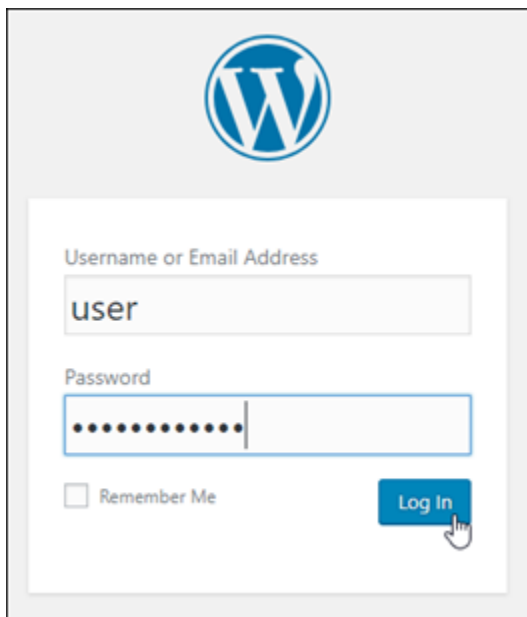 Username or Email Address
user
Password
••••••••••••
Remember Me
Log In